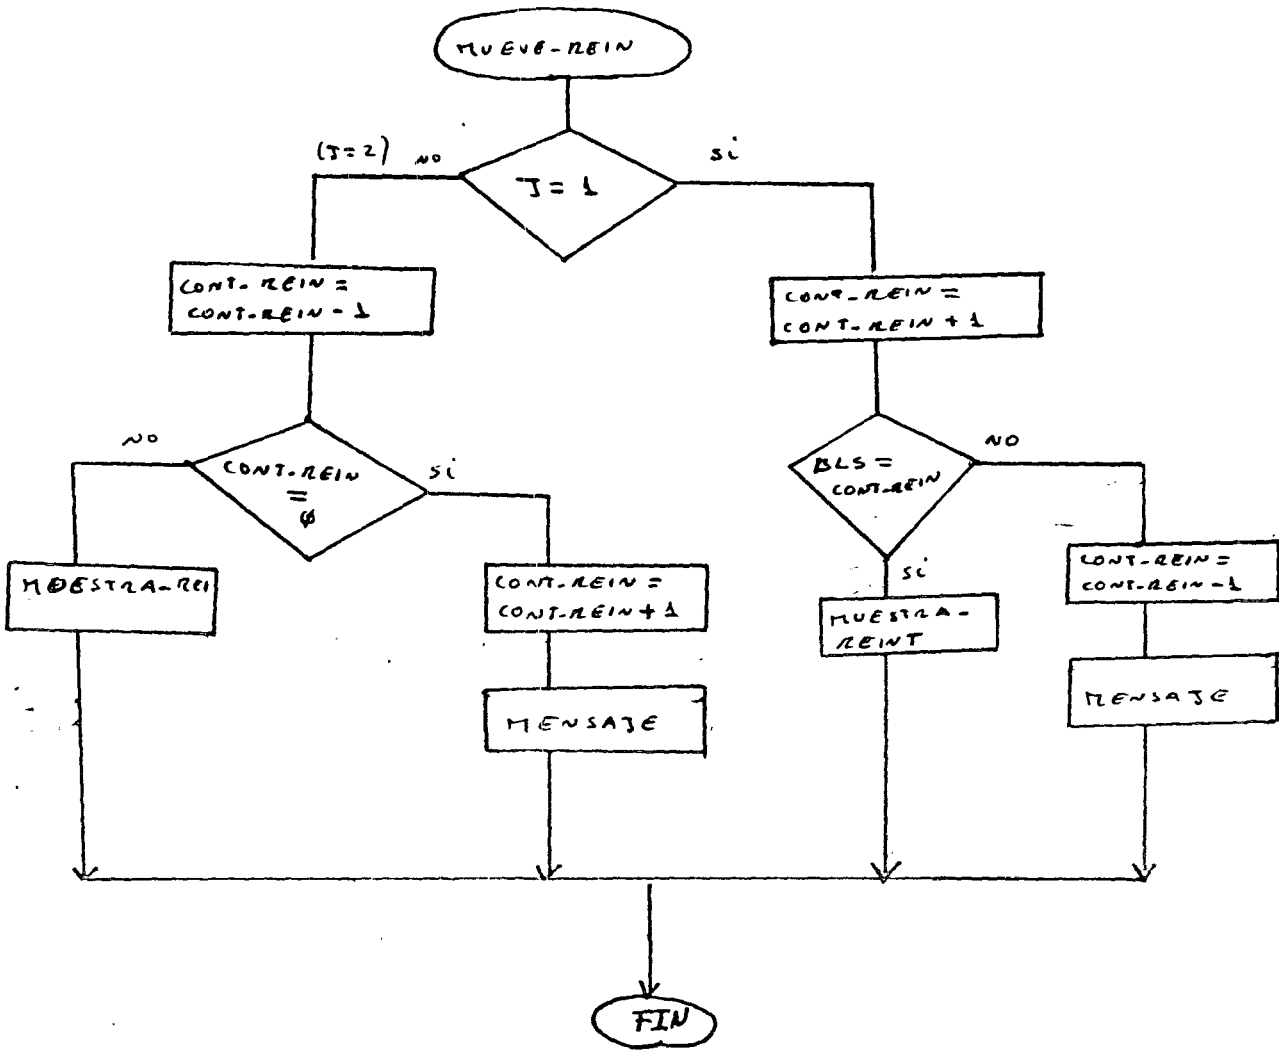 MUEVE-REIN
(J=2) NO
SI
J = 1
CONT-REIN =
CONT-REIN - 1
CONT-REIN =
CONT-REIN + 1
NO
CONT-REIN
=
φ
SI
BLS =
CONT-REIN
NO
MUESTRA-REI
CONT-REIN =
CONT-REIN + 1
SI
MUESTRA-
REINT
CONT-REIN =
CONT-REIN - 1
MENSAJE
MENSAJE
FIN